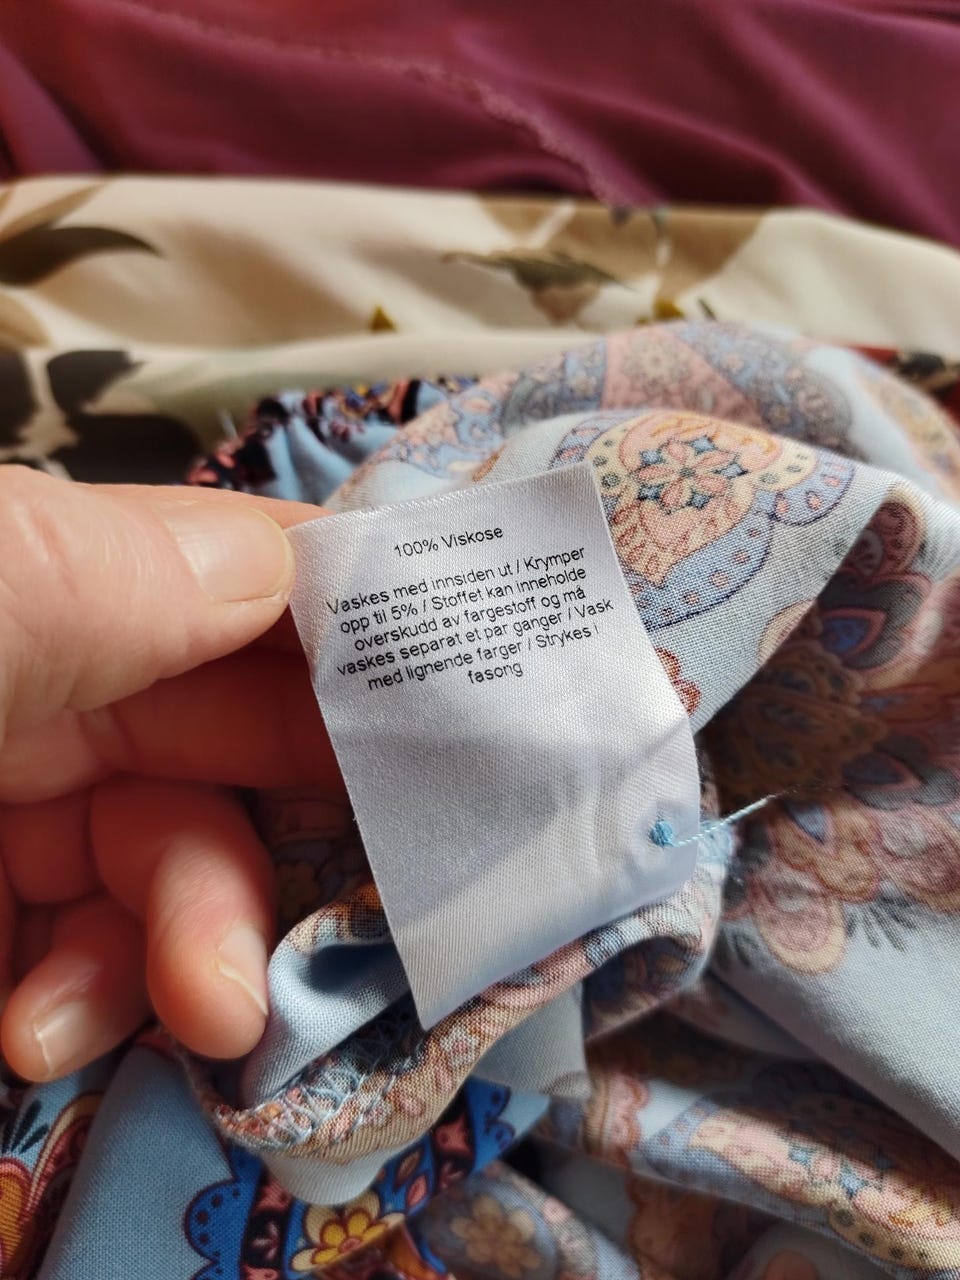 100% Viskose
Vaskes med innsiden ut / Krymper
opp til 5% / Stoffet kan inneholde
overskudd av fargestoff og må
vaskes separat et par ganger / Vask
med lignende farger / Strykes i
fasong